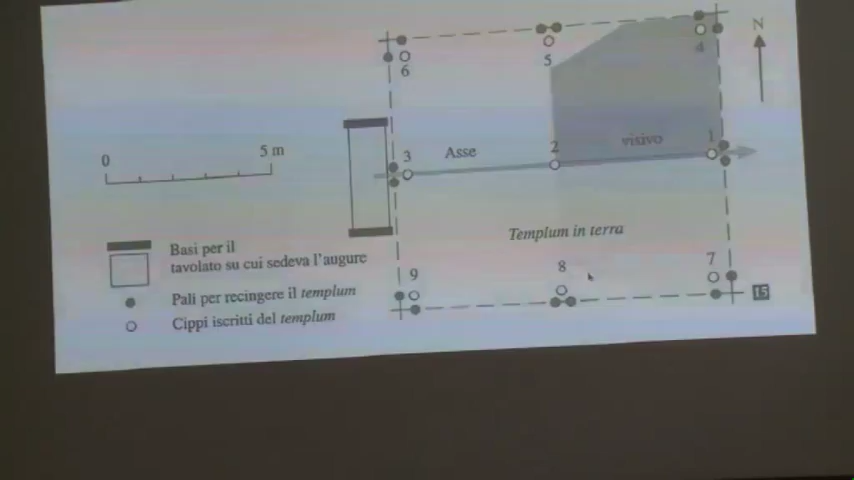 N
4
5
6
0
5 m
3
Asse
2
visivo
1
Templum in terra
Basi per il
tavolato su cui sedeva l'augure
Pali per recingere il templum
Cippi iscritti del templum
9
8
7
15